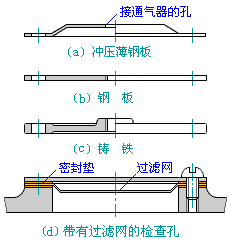 接通气器的孔
(a) 冲压薄钢板
(b) 钢 板
(c) 铸 铁
密封垫 过滤网
(d) 带有过滤网的检查孔